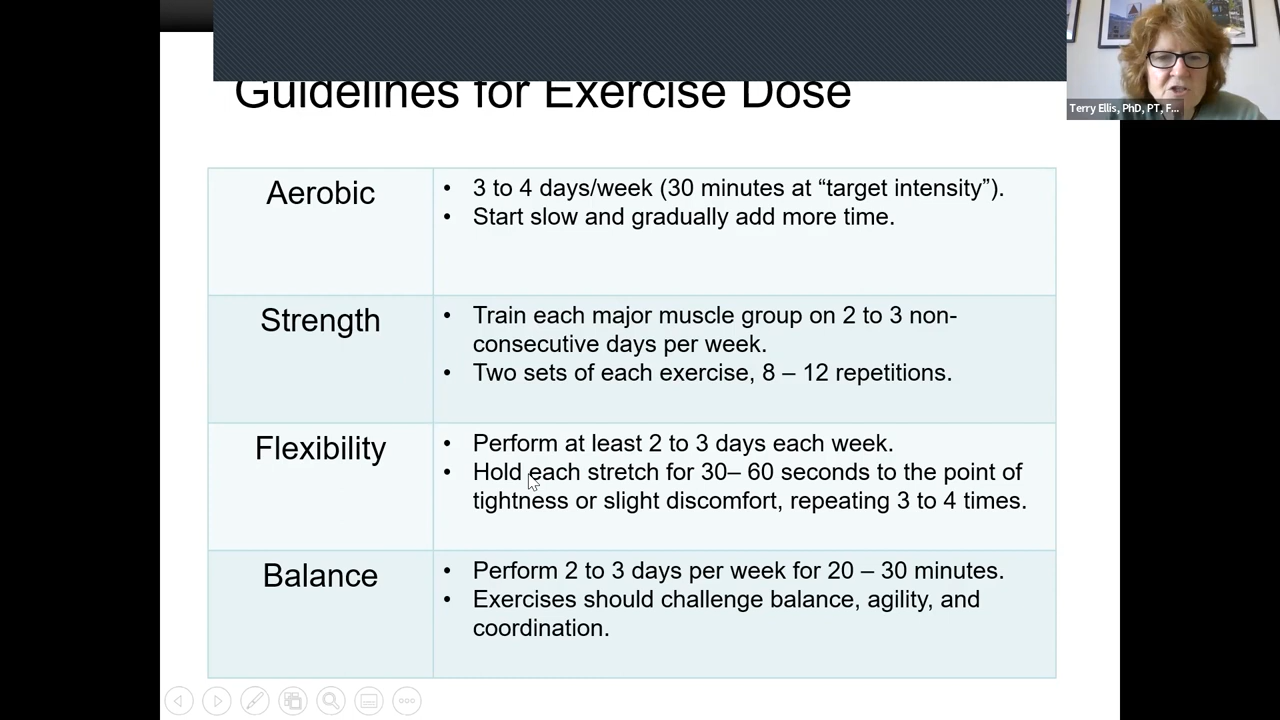 Guidelines for Exercise Dose
Terry Ellis, PhD, PT, F...
Aerobic
• 3 to 4 days/week (30 minutes at “target intensity”).
• Start slow and gradually add more time.
Strength
• Train each major muscle group on 2 to 3 non-
consecutive days per week.
• Two sets of each exercise, 8 – 12 repetitions.
Flexibility
• Perform at least 2 to 3 days each week.
• Hold each stretch for 30– 60 seconds to the point of
tightness or slight discomfort, repeating 3 to 4 times.
Balance
• Perform 2 to 3 days per week for 20 – 30 minutes.
• Exercises should challenge balance, agility, and
coordination.